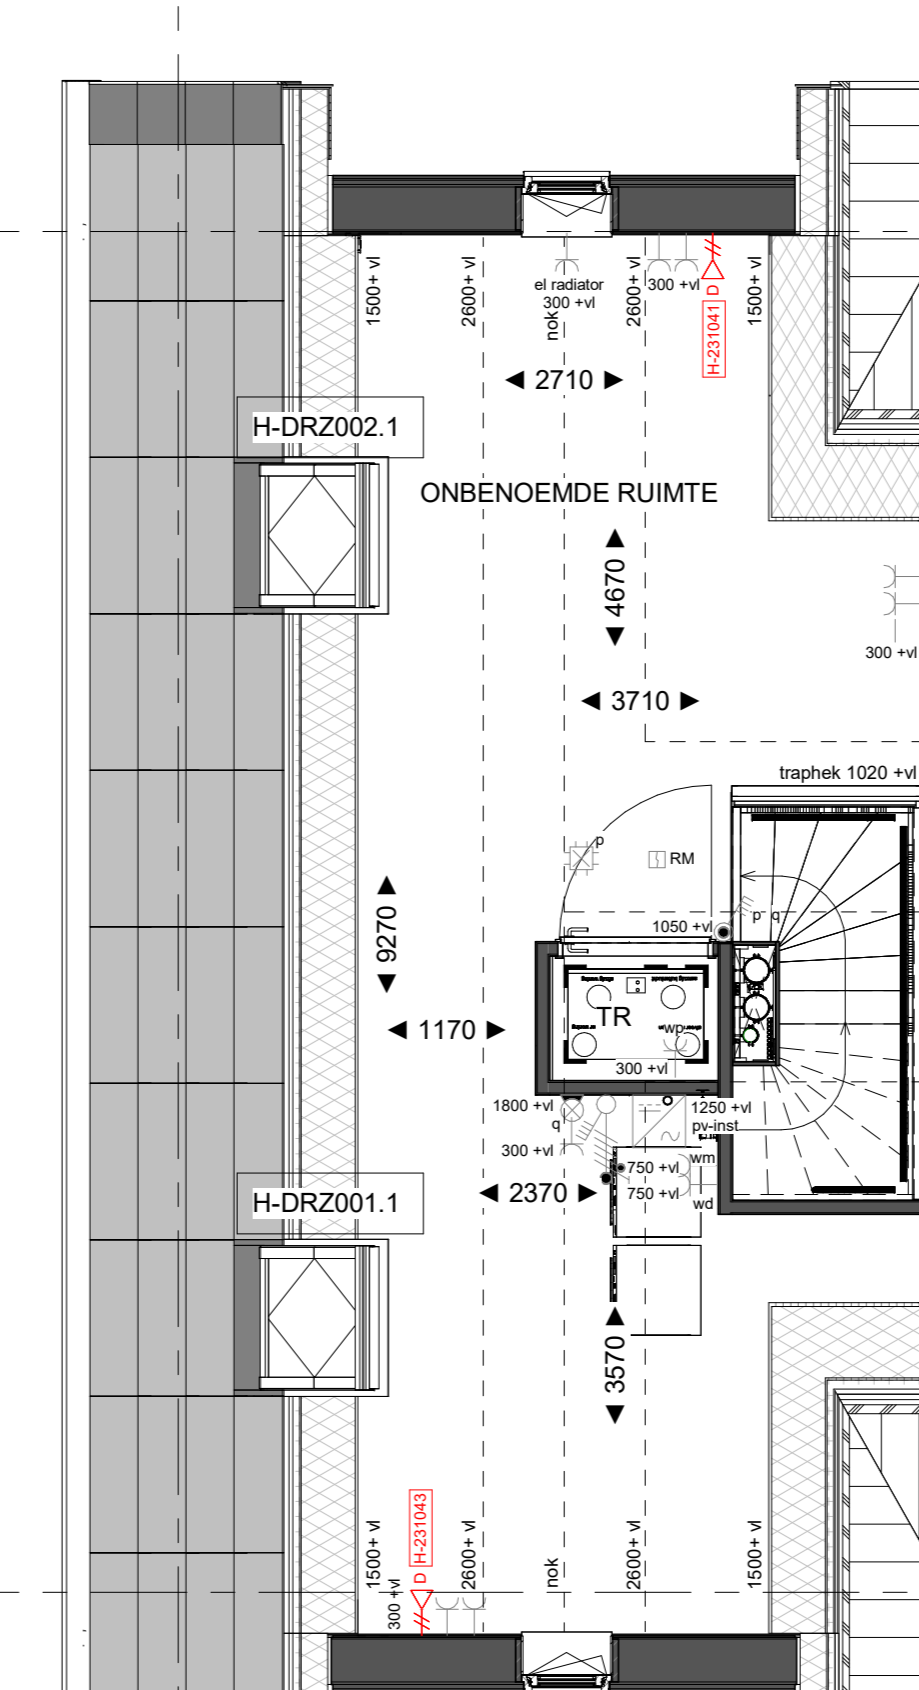 1500+ vl
2600+ vl
nok
2600+ vl
1500+ vl
el radiator
300 +vl
300 +vl
H-231041 D
2710
H-DRZ002.1
ONBENOEMDE RUIMTE
4670
300 +vl
3710
traphek 1020 +vl
p
RM
9270
1050 +vl
p q
1170
TR
wp
300 +vl
1800 +vl
q
300 +vl
1250 +vl
pv-inst
wm
750 +vl
750 +vl
wd
2370
H-DRZ001.1
3570
1500+ vl
300 +vl
D H-231043
2600+ vl
nok
2600+ vl
1500+ vl